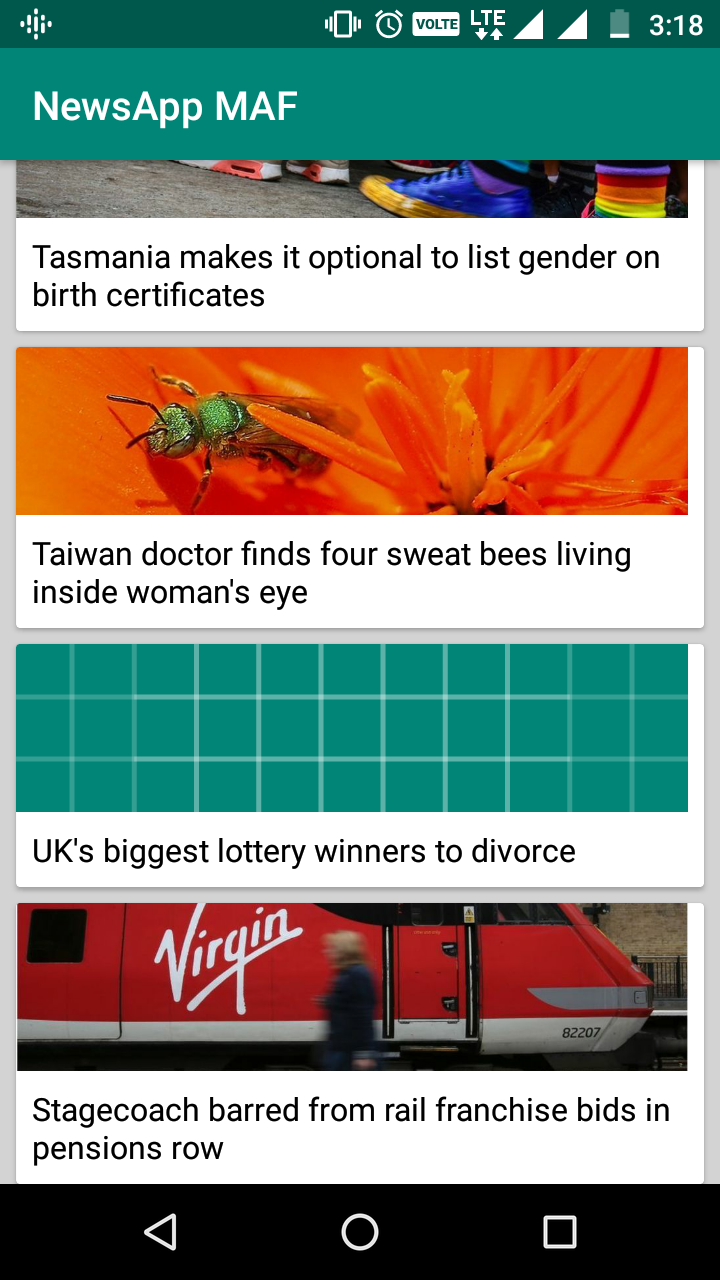 VOLTE LTE 3:18
NewsApp MAF
Tasmania makes it optional to list gender on
birth certificates
Taiwan doctor finds four sweat bees living
inside woman's eye
UK's biggest lottery winners to divorce
Virgin
82207
Stagecoach barred from rail franchise bids in
pensions row